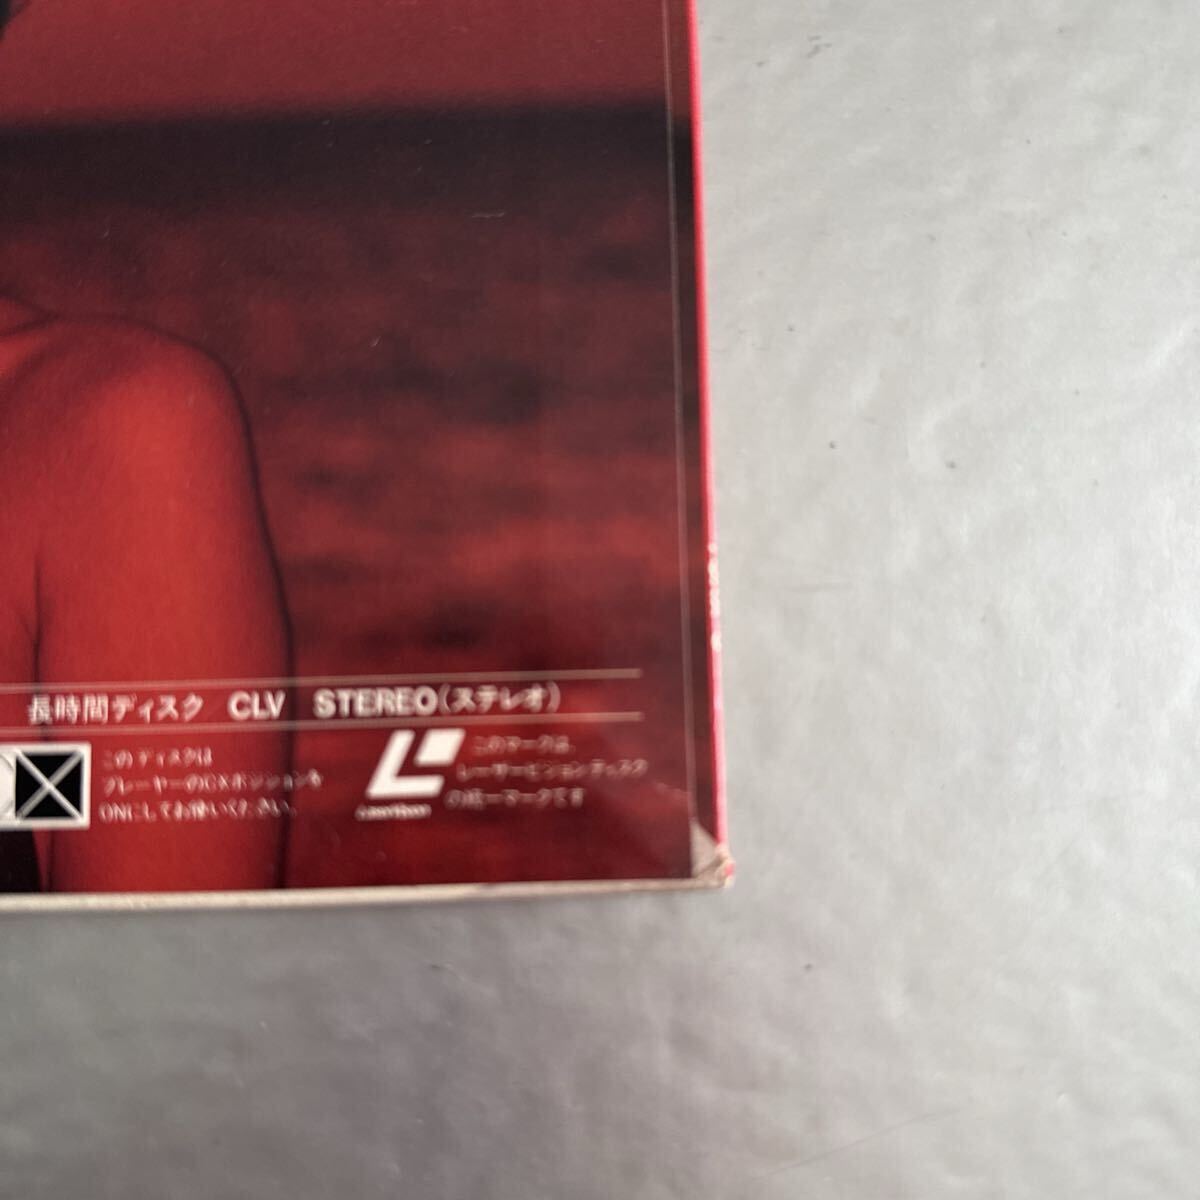 長時間ディスク CLV STEREO(ステレオ)
CX
このディスクは
プレーヤーのCXポジションを
ONにしてお使いください。
このマークは、
レーザービジョンディスク
の統一マークです